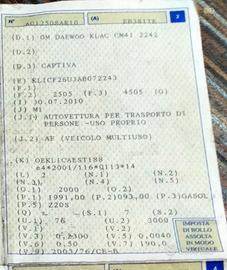 N° AG12508AR10 (A) EB381TK 2
(D.1) GM DAEWOO KLAC CM41 2242
(D.2)
(D.3) CAPTIVA
(E)
(F.1)
(F.2) 2505 (F.3) 4505 (G)
(I) 30.07.2010
(J) M1
(J.1) AUTOVETTURA PER TRASPORTO DI
PERSONE -USO PROPRIO
(J.2) AF (VEICOLO MULTIUSO)
(K) OEKLICAEST188
e4*2001/116*0113*14
(L) 2 (N.1) (N.2)
(N.3) (N.4) (N.5)
(O.1) 2000 (O.2)
(P.1) 1991,00 (P.2)093,00 (P.3)GASOL
(P.5) Z20S
(Q) - (S.1) 7 (S.2)
(U.1) 76 (U.2) 3000
(V.1) (V.2)
(V.3) 0,2300 (V.5) 0,0040
(V.6) 0,50 (V.7) 190,0
(V.9) 2003/76/CE-B
IMPOSTA
DI BOLLO
ASSOLTA
IN MODO
VIRTUALE
(A)